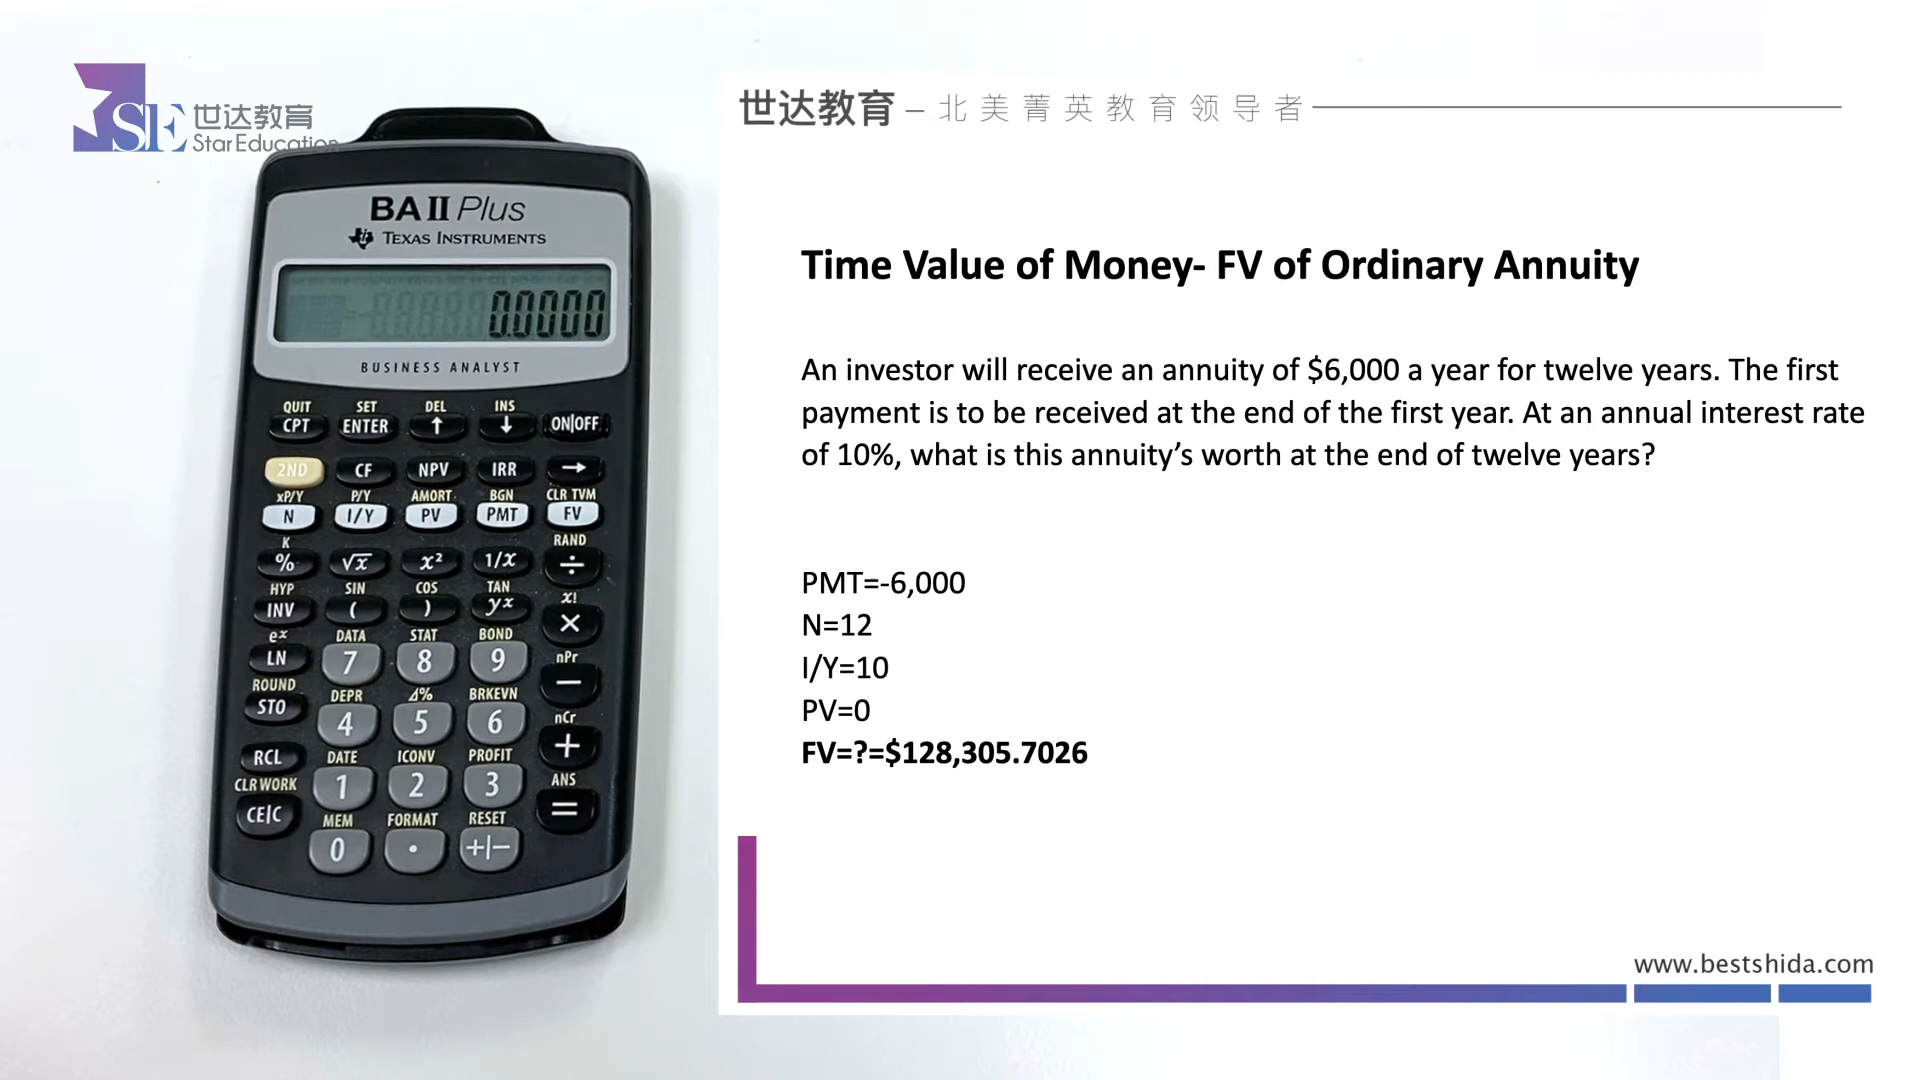 SE 世达教育
Star Education
世达教育 – 北美菁英教育领导者
BA II Plus
TEXAS INSTRUMENTS
0.0000
BUSINESS ANALYST
QUIT SET DEL INS
CPT ENTER ↑ ↓ ON|OFF
2ND CF NPV IRR →
xP/Y P/Y AMORT BGN CLR TVM
N I/Y PV PMT FV
K RAND
% √x x² 1/x ÷
HYP SIN COS TAN x!
INV ( ) yˣ ×
eˣ DATA STAT BOND nPr
LN 7 8 9 −
ROUND DEPR Δ% BRKEVN nCr
STO 4 5 6 +
DATE ICONV PROFIT ANS
RCL 1 2 3 =
CLR WORK MEM FORMAT RESET
CE|C 0 . +|−
Time Value of Money- FV of Ordinary Annuity
An investor will receive an annuity of $6,000 a year for twelve years. The first
payment is to be received at the end of the first year. At an annual interest rate
of 10%, what is this annuity’s worth at the end of twelve years?
PMT=-6,000
N=12
I/Y=10
PV=0
FV=?=$128,305.7026
www.bestshida.com